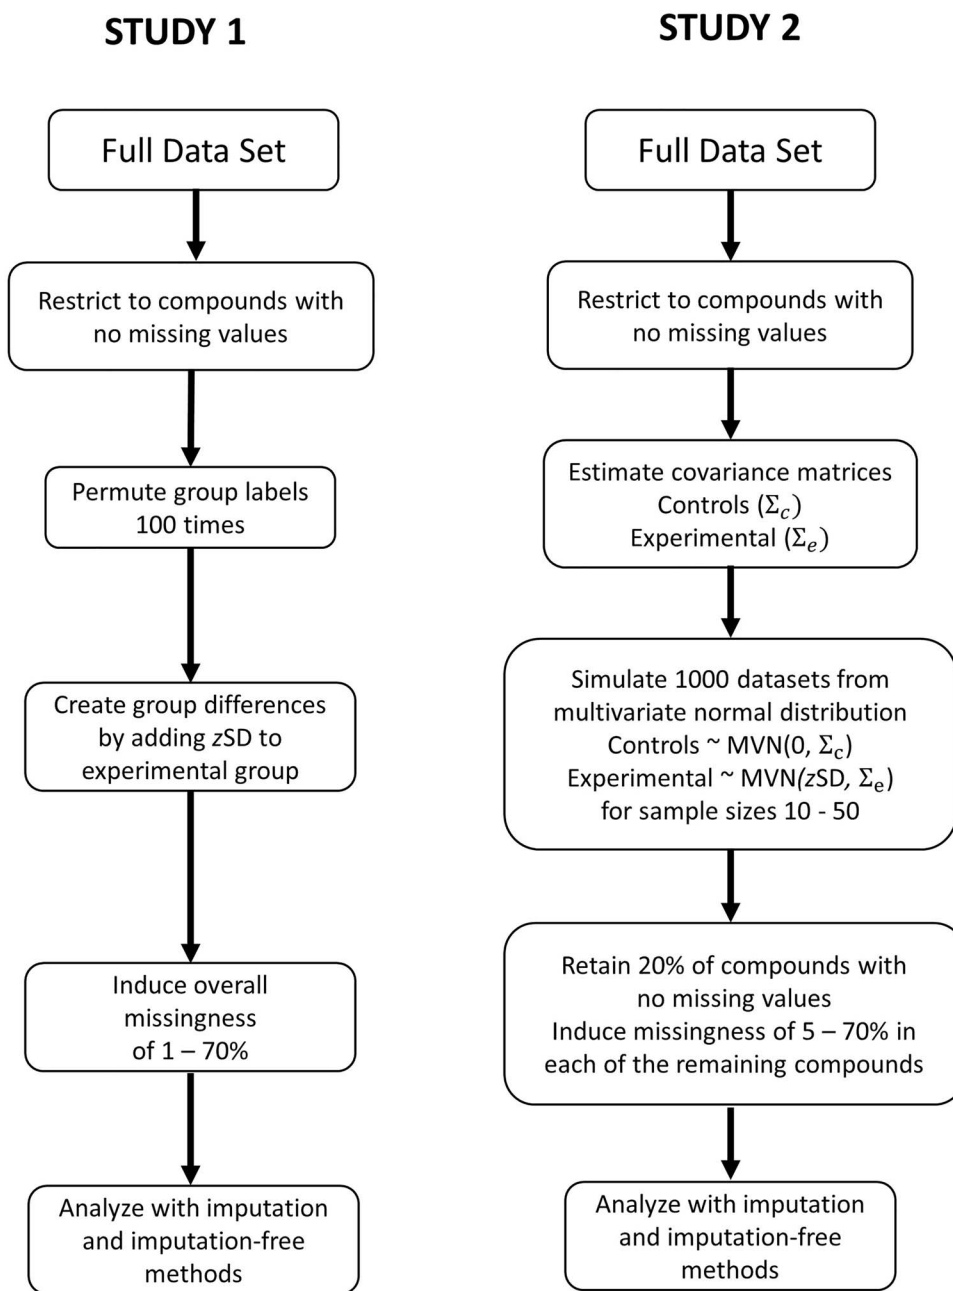 STUDY 1
Full Data Set
Restrict to compounds with
no missing values
Permute group labels
100 times
Create group differences
by adding zSD to
experimental group
Induce overall
missingness
of 1 – 70%
Analyze with imputation
and imputation-free
methods
STUDY 2
Full Data Set
Restrict to compounds with
no missing values
Estimate covariance matrices
Controls (Σ_c)
Experimental (Σ_e)
Simulate 1000 datasets from
multivariate normal distribution
Controls ~ MVN(0, Σ_c)
Experimental ~ MVN(zSD, Σ_e)
for sample sizes 10 - 50
Retain 20% of compounds with
no missing values
Induce missingness of 5 – 70% in
each of the remaining compounds
Analyze with imputation
and imputation-free
methods